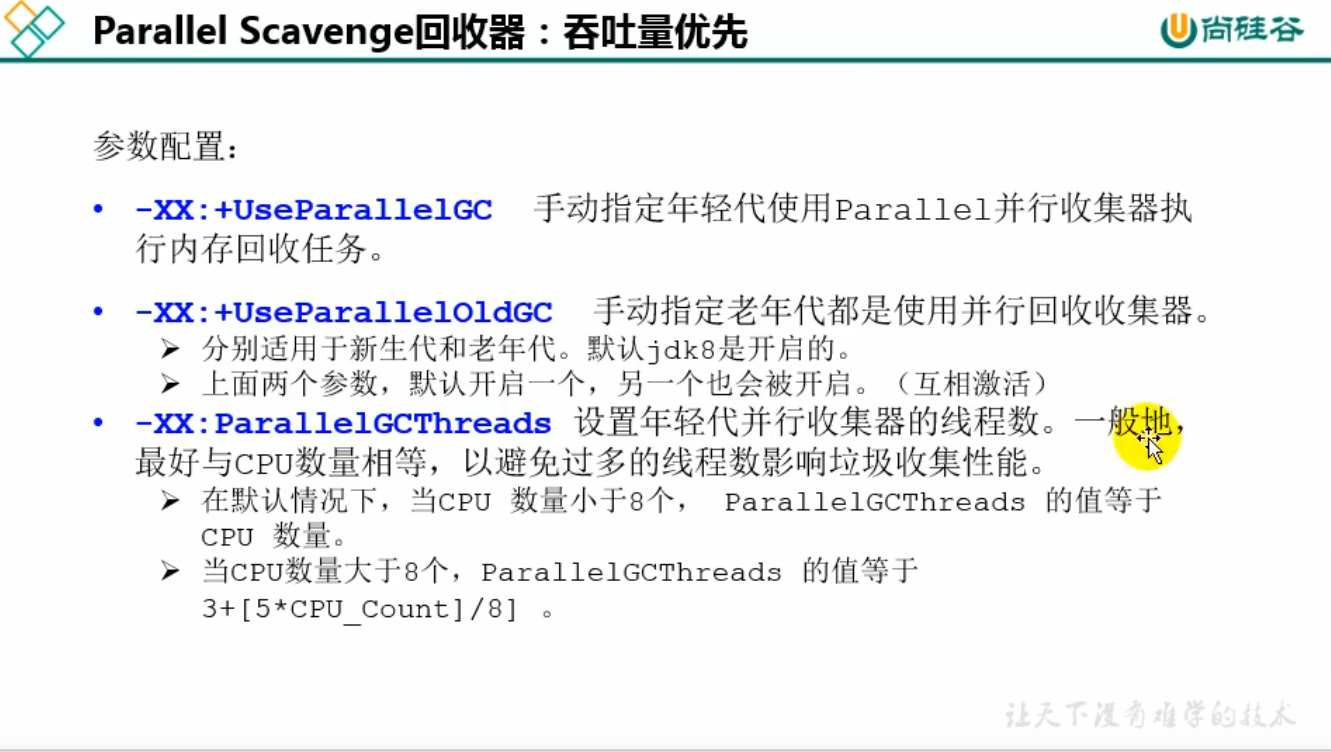 Parallel Scavenge回收器：吞吐量优先
尚硅谷
参数配置：
• -XX:+UseParallelGC 手动指定年轻代使用Parallel并行收集器执
行内存回收任务。
• -XX:+UseParallelOldGC 手动指定老年代都是使用并行回收收集器。
➢ 分别适用于新生代和老年代。默认jdk8是开启的。
➢ 上面两个参数，默认开启一个，另一个也会被开启。（互相激活）
• -XX:ParallelGCThreads 设置年轻代并行收集器的线程数。一般地，
最好与CPU数量相等，以避免过多的线程数影响垃圾收集性能。
➢ 在默认情况下，当CPU 数量小于8个， ParallelGCThreads 的值等于
CPU 数量。
➢ 当CPU数量大于8个，ParallelGCThreads 的值等于
3+[5*CPU_Count]/8] 。
让天下没有难学的技术